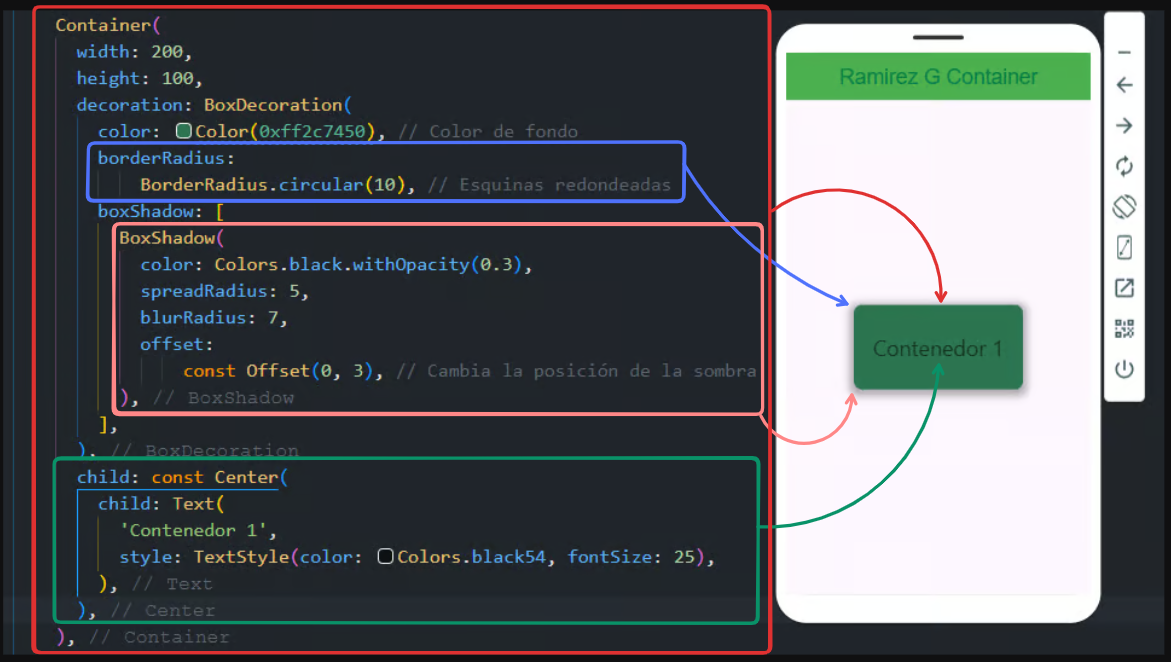 Container(
width: 200,
height: 100,
decoration: BoxDecoration(
color: Color(0xff2c7450), // Color de fondo
borderRadius:
BorderRadius.circular(10), // Esquinas redondeadas
boxShadow: [
BoxShadow(
color: Colors.black.withOpacity(0.3),
spreadRadius: 5,
blurRadius: 7,
offset:
const Offset(0, 3), // Cambia la posición de la sombra
), // BoxShadow
],
), // BoxDecoration
child: const Center(
child: Text(
'Contenedor 1',
style: TextStyle(color: Colors.black54, fontSize: 25),
), // Text
), // Center
), // Container
Ramirez G Container
Contenedor 1